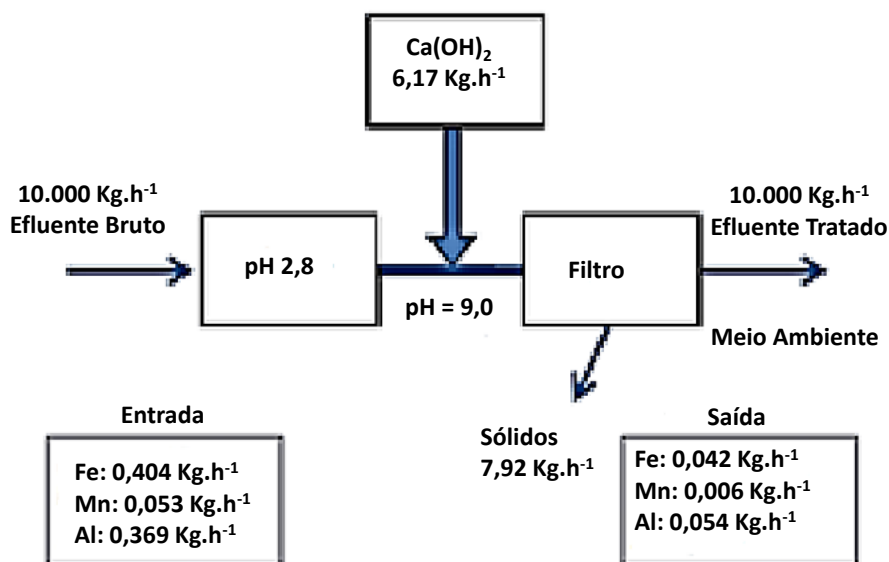 Ca(OH)₂
6,17 Kg.h⁻¹
10.000 Kg.h⁻¹
Efluente Bruto
10.000 Kg.h⁻¹
Efluente Tratado
pH 2,8
Filtro
pH = 9,0
Meio Ambiente
Entrada
Sólidos
7,92 Kg.h⁻¹
Saída
Fe: 0,404 Kg.h⁻¹
Mn: 0,053 Kg.h⁻¹
Al: 0,369 Kg.h⁻¹
Fe: 0,042 Kg.h⁻¹
Mn: 0,006 Kg.h⁻¹
Al: 0,054 Kg.h⁻¹